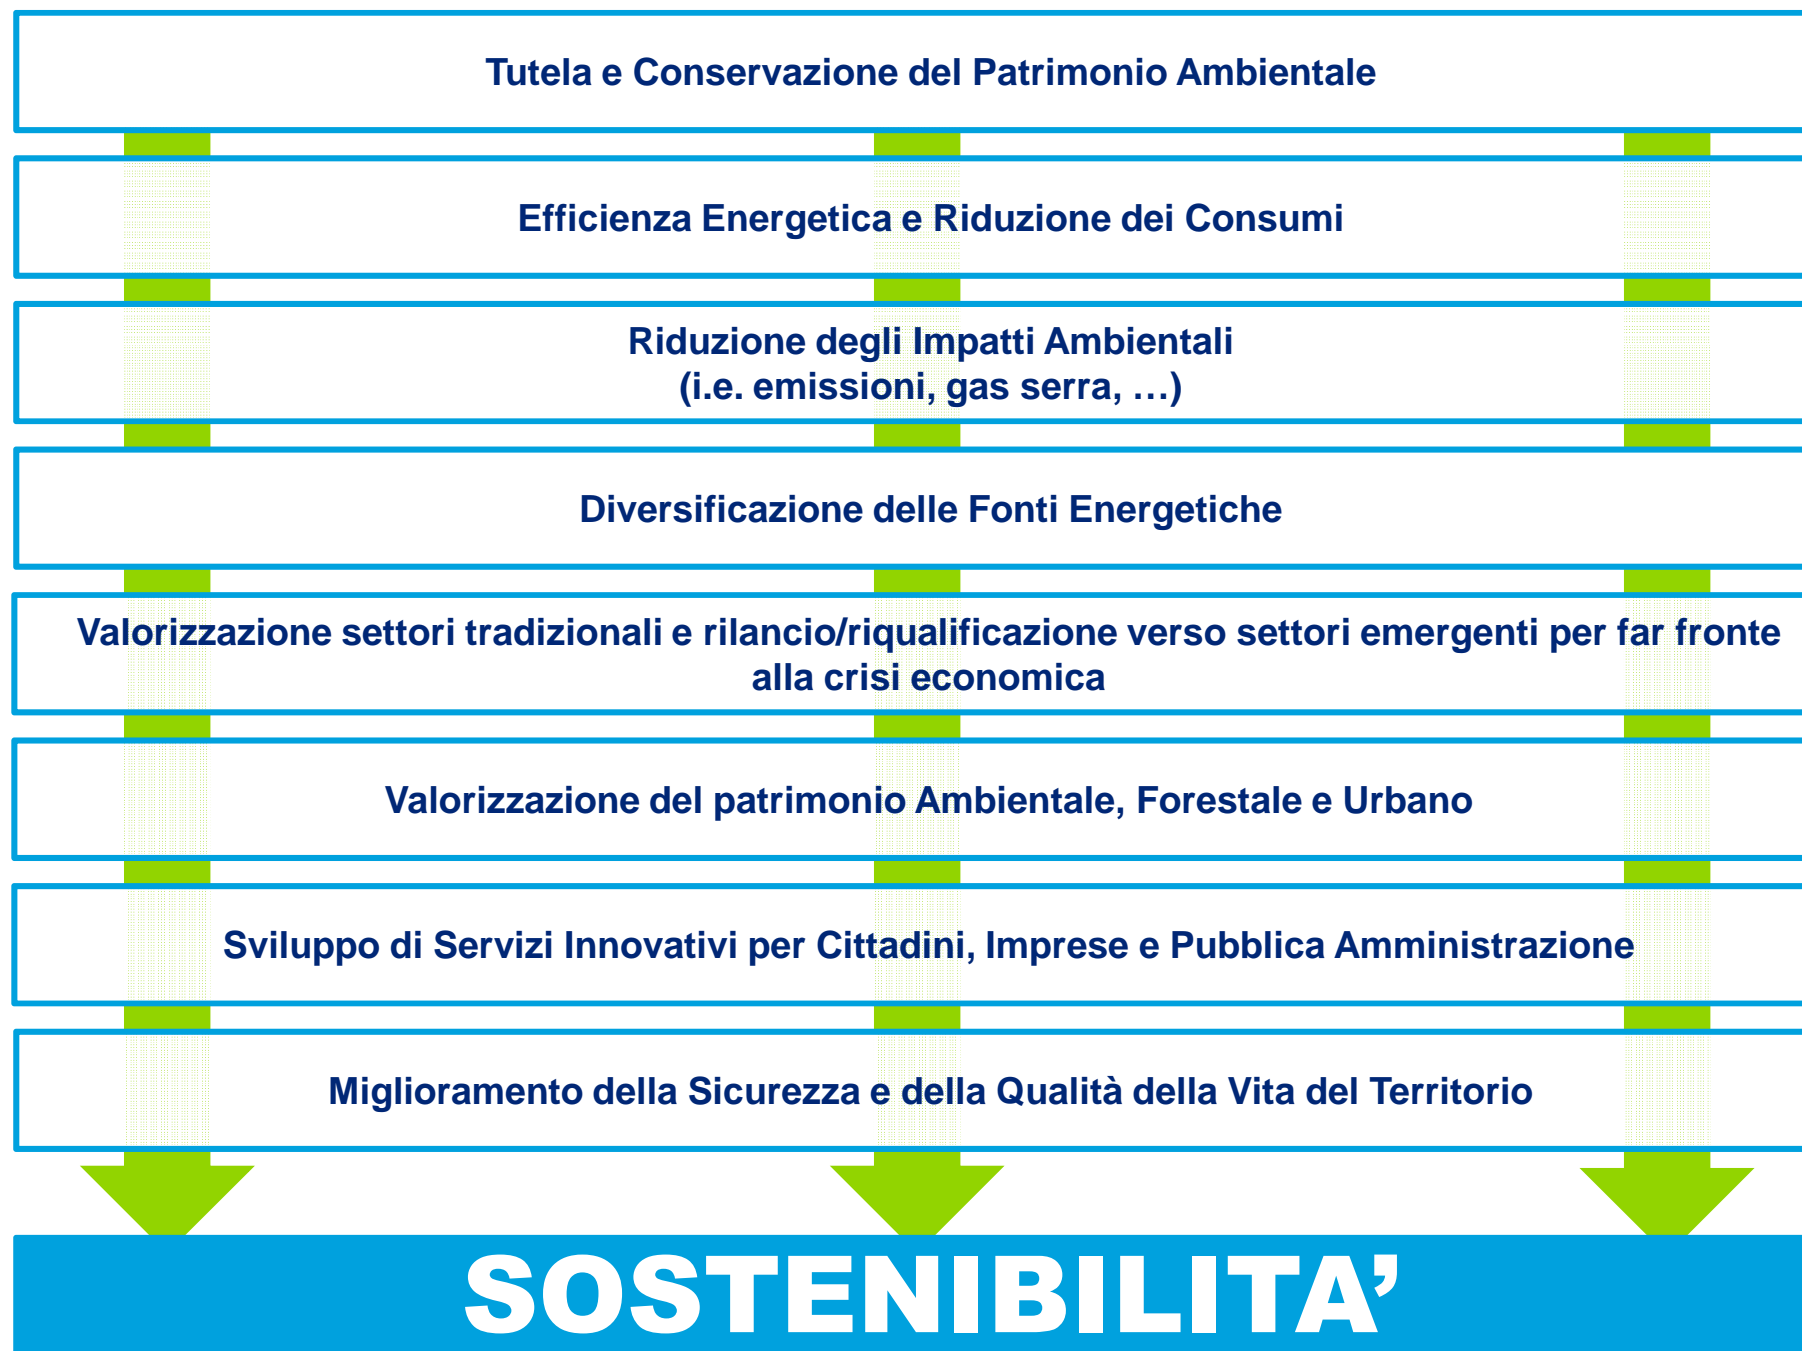 Tutela e Conservazione del Patrimonio Ambientale
Efficienza Energetica e Riduzione dei Consumi
Riduzione degli Impatti Ambientali
(i.e. emissioni, gas serra, …)
Diversificazione delle Fonti Energetiche
Valorizzazione settori tradizionali e rilancio/riqualificazione verso settori emergenti per far fronte
alla crisi economica
Valorizzazione del patrimonio Ambientale, Forestale e Urbano
Sviluppo di Servizi Innovativi per Cittadini, Imprese e Pubblica Amministrazione
Miglioramento della Sicurezza e della Qualità della Vita del Territorio
SOSTENIBILITA’